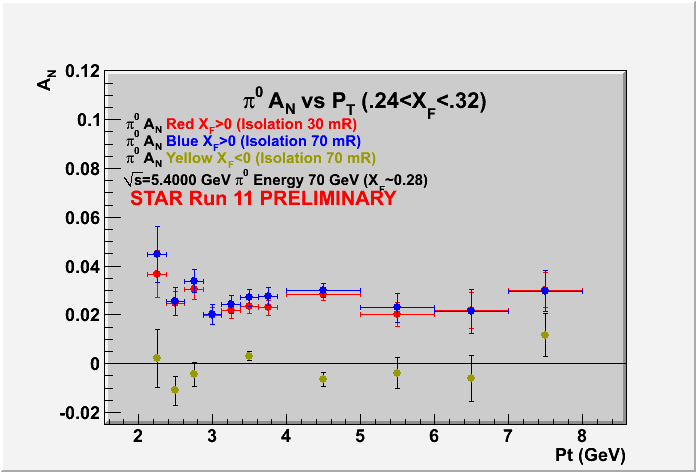 π⁰ A_N vs P_T (.24<X_F<.32)
π⁰ A_N Red X_F>0 (Isolation 30 mR)
π⁰ A_N Blue X_F>0 (Isolation 70 mR)
π⁰ A_N Yellow X_F<0 (Isolation 70 mR)
√s=5.4000 GeV π⁰ Energy 70 GeV (X_F~0.28)
STAR Run 11 PRELIMINARY
A_N
0.12
0.1
0.08
0.06
0.04
0.02
0
-0.02
2 3 4 5 6 7 8
Pt (GeV)